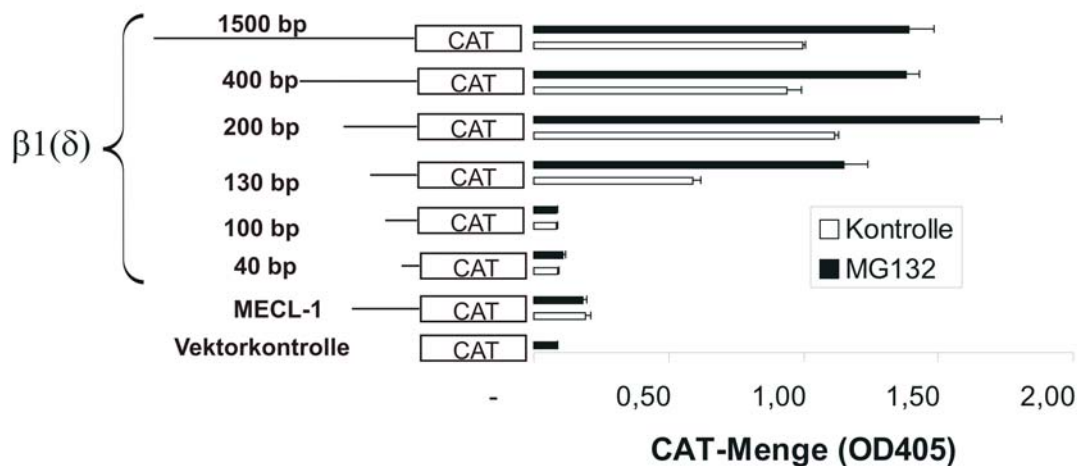 1500 bp CAT
400 bp CAT
200 bp CAT
β1(δ)
130 bp CAT
100 bp CAT
40 bp CAT
MECL-1 CAT
Vektorkontrolle CAT
Kontrolle
MG132
- 0,50 1,00 1,50 2,00
CAT-Menge (OD405)